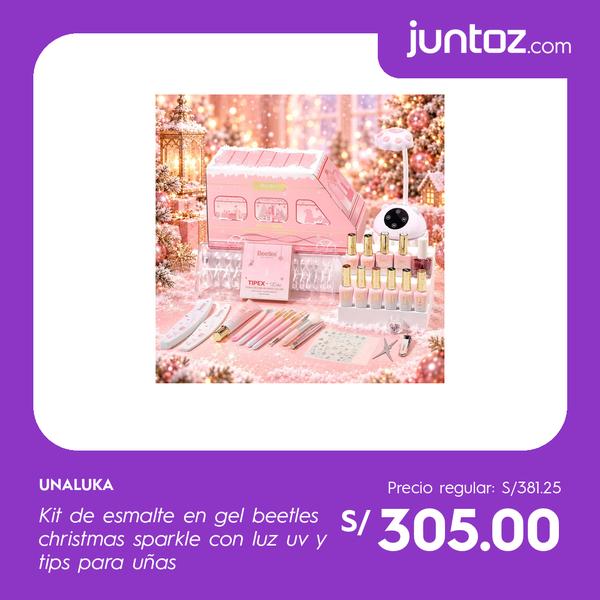 juntoz.com
Beetles
TIPEX
UNALUKA
Kit de esmalte en gel beetles
christmas sparkle con luz uv y
tips para uñas
Precio regular: S/381.25
S/ 305.00